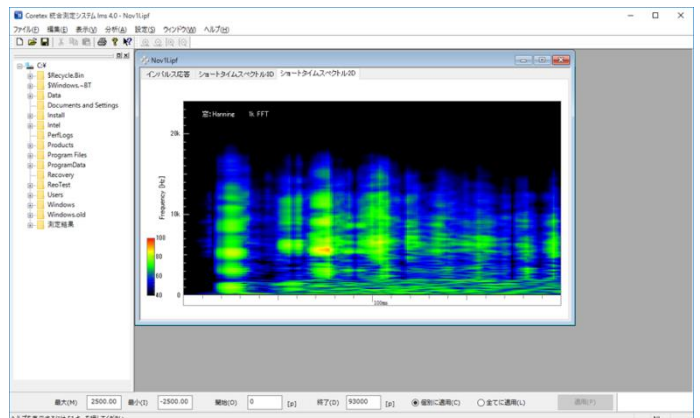 Coretex 統合測定システム Ims 4.0 - Nov1l.ipf
ファイル(F) 編集(E) 表示(V) 分析(A) 設定(S) ウィンドウ(W) ヘルプ(H)
C:¥
$Recycle.Bin
$Windows.~BT
Data
Documents and Settings
Install
Intel
PerfLogs
Products
Program Files
ProgramData
Recovery
ReoTest
Users
Windows
Windows.old
測定結果
Nov1l.ipf
インパルス応答 ショートタイムスペクトル3D ショートタイムスペクトル2D
窓: Hanning 1k FFT
20k
Frequency [Hz]
10k
100
80
60
40
0
100ms
最大(M) 2500.00 最小(I) -2500.00 開始(O) 0 [p] 終了(D) 93000 [p] 個別に適用(C) 全てに適用(L) 適用(P)